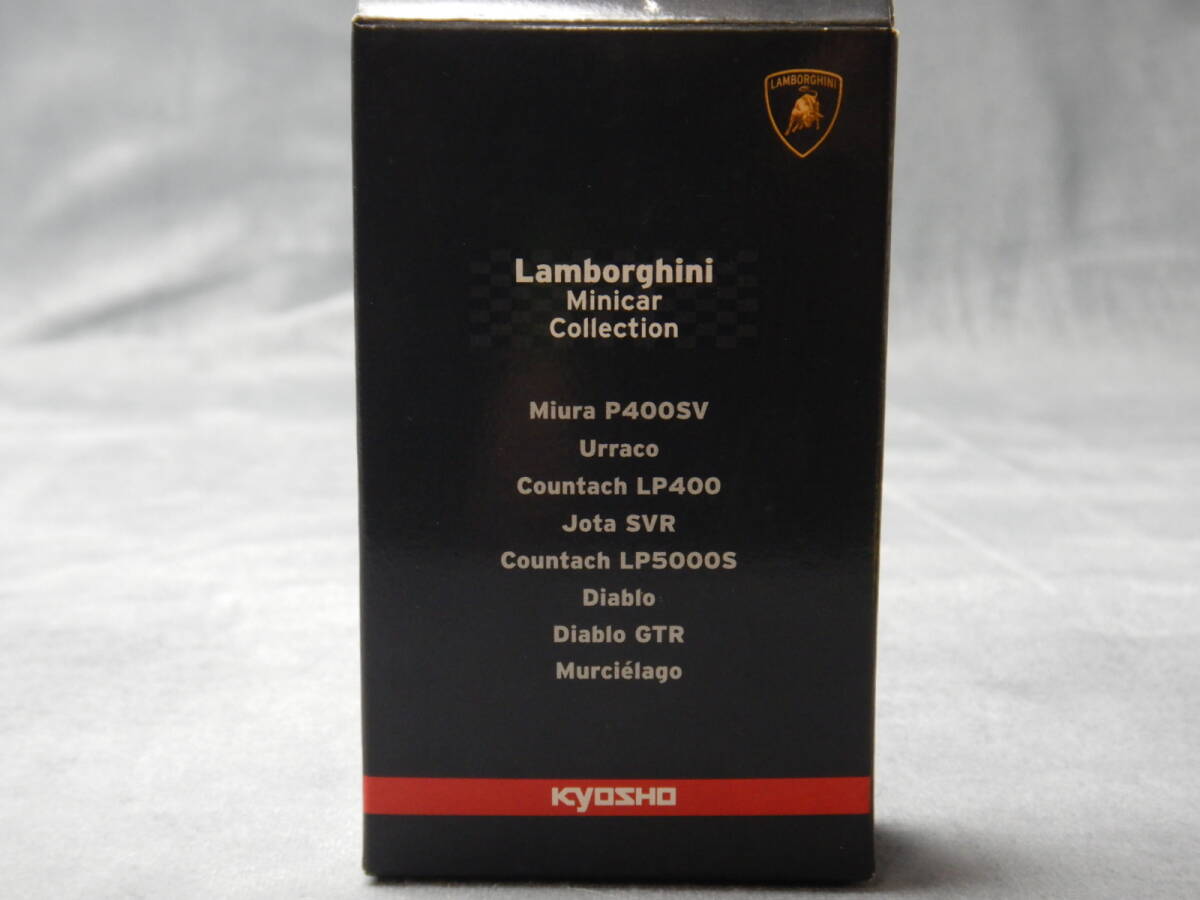 LAMBORGHINI
Lamborghini
Minicar
Collection
Miura P400SV
Urraco
Countach LP400
Jota SVR
Countach LP5000S
Diablo
Diablo GTR
Murciélago
KYOSHO